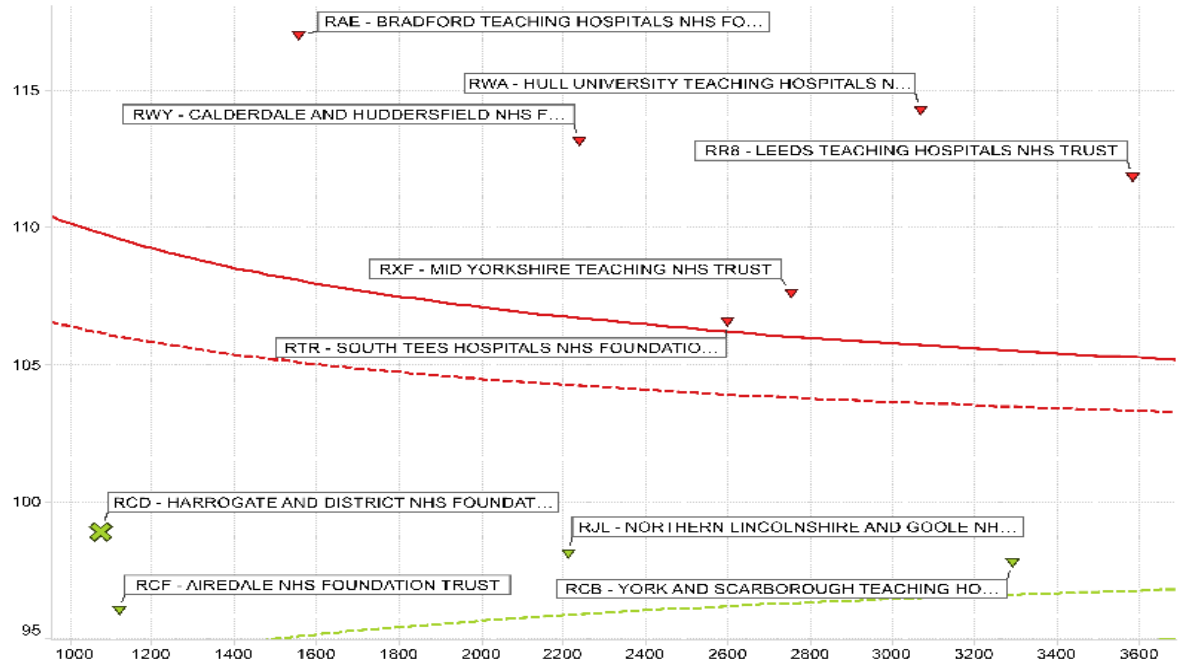 RAE - BRADFORD TEACHING HOSPITALS NHS FO...
115
RWA - HULL UNIVERSITY TEACHING HOSPITALS N...
RWY - CALDERDALE AND HUDDERSFIELD NHS F...
RR8 - LEEDS TEACHING HOSPITALS NHS TRUST
110
RXF - MID YORKSHIRE TEACHING NHS TRUST
RTR - SOUTH TEES HOSPITALS NHS FOUNDATIO...
105
100
RCD - HARROGATE AND DISTRICT NHS FOUNDAT...
RJL - NORTHERN LINCOLNSHIRE AND GOOLE NH...
RCF - AIREDALE NHS FOUNDATION TRUST
RCB - YORK AND SCARBOROUGH TEACHING HO...
95
1000 1200 1400 1600 1800 2000 2200 2400 2600 2800 3000 3200 3400 3600